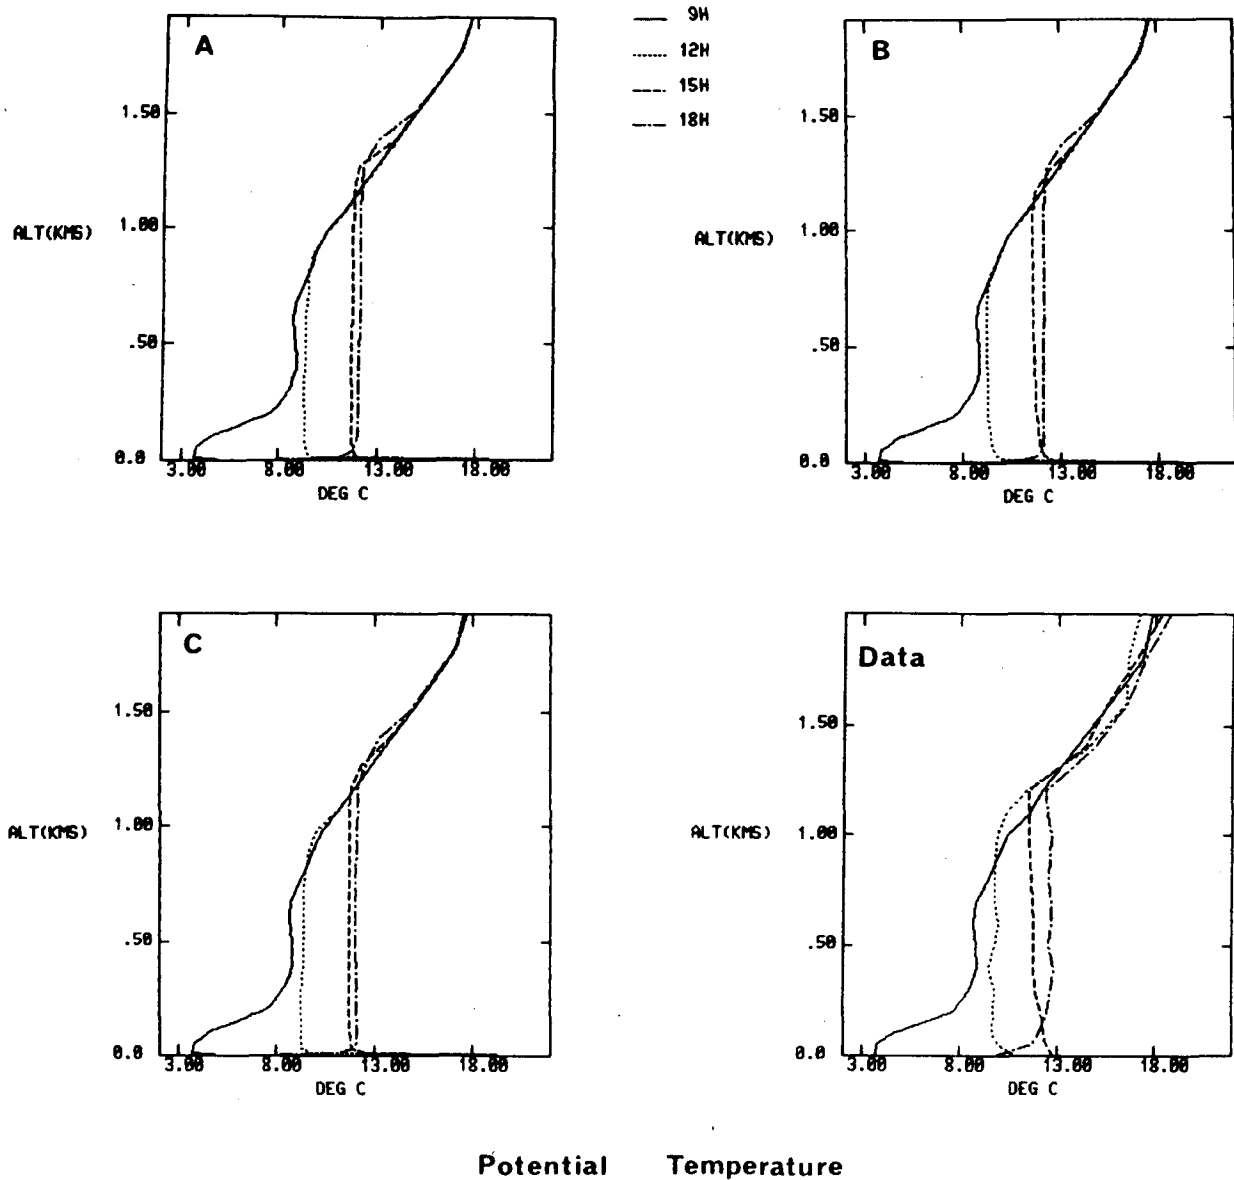 A
9H
12H
15H
18H
B
1.50
1.00
.50
0.0
ALT(KMS)
3.00 8.00 13.00 18.00
DEG C
1.50
1.00
.50
0.0
ALT(KMS)
3.00 8.00 13.00 18.00
DEG C
C
1.50
1.00
.50
0.0
ALT(KMS)
3.00 8.00 13.00 18.00
DEG C
Data
1.50
1.00
.50
0.0
ALT(KMS)
3.00 8.00 13.00 18.00
DEG C
Potential Temperature